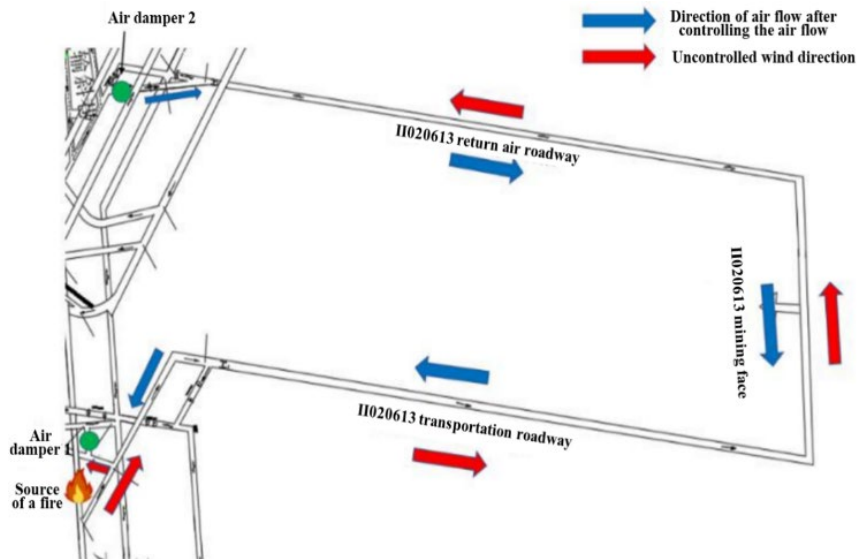 Air damper 2
Direction of air flow after
controlling the air flow
Uncontrolled wind direction
II020613 return air roadway
II020613 mining face
II020613 transportation roadway
Air
damper 1
Source
of a fire